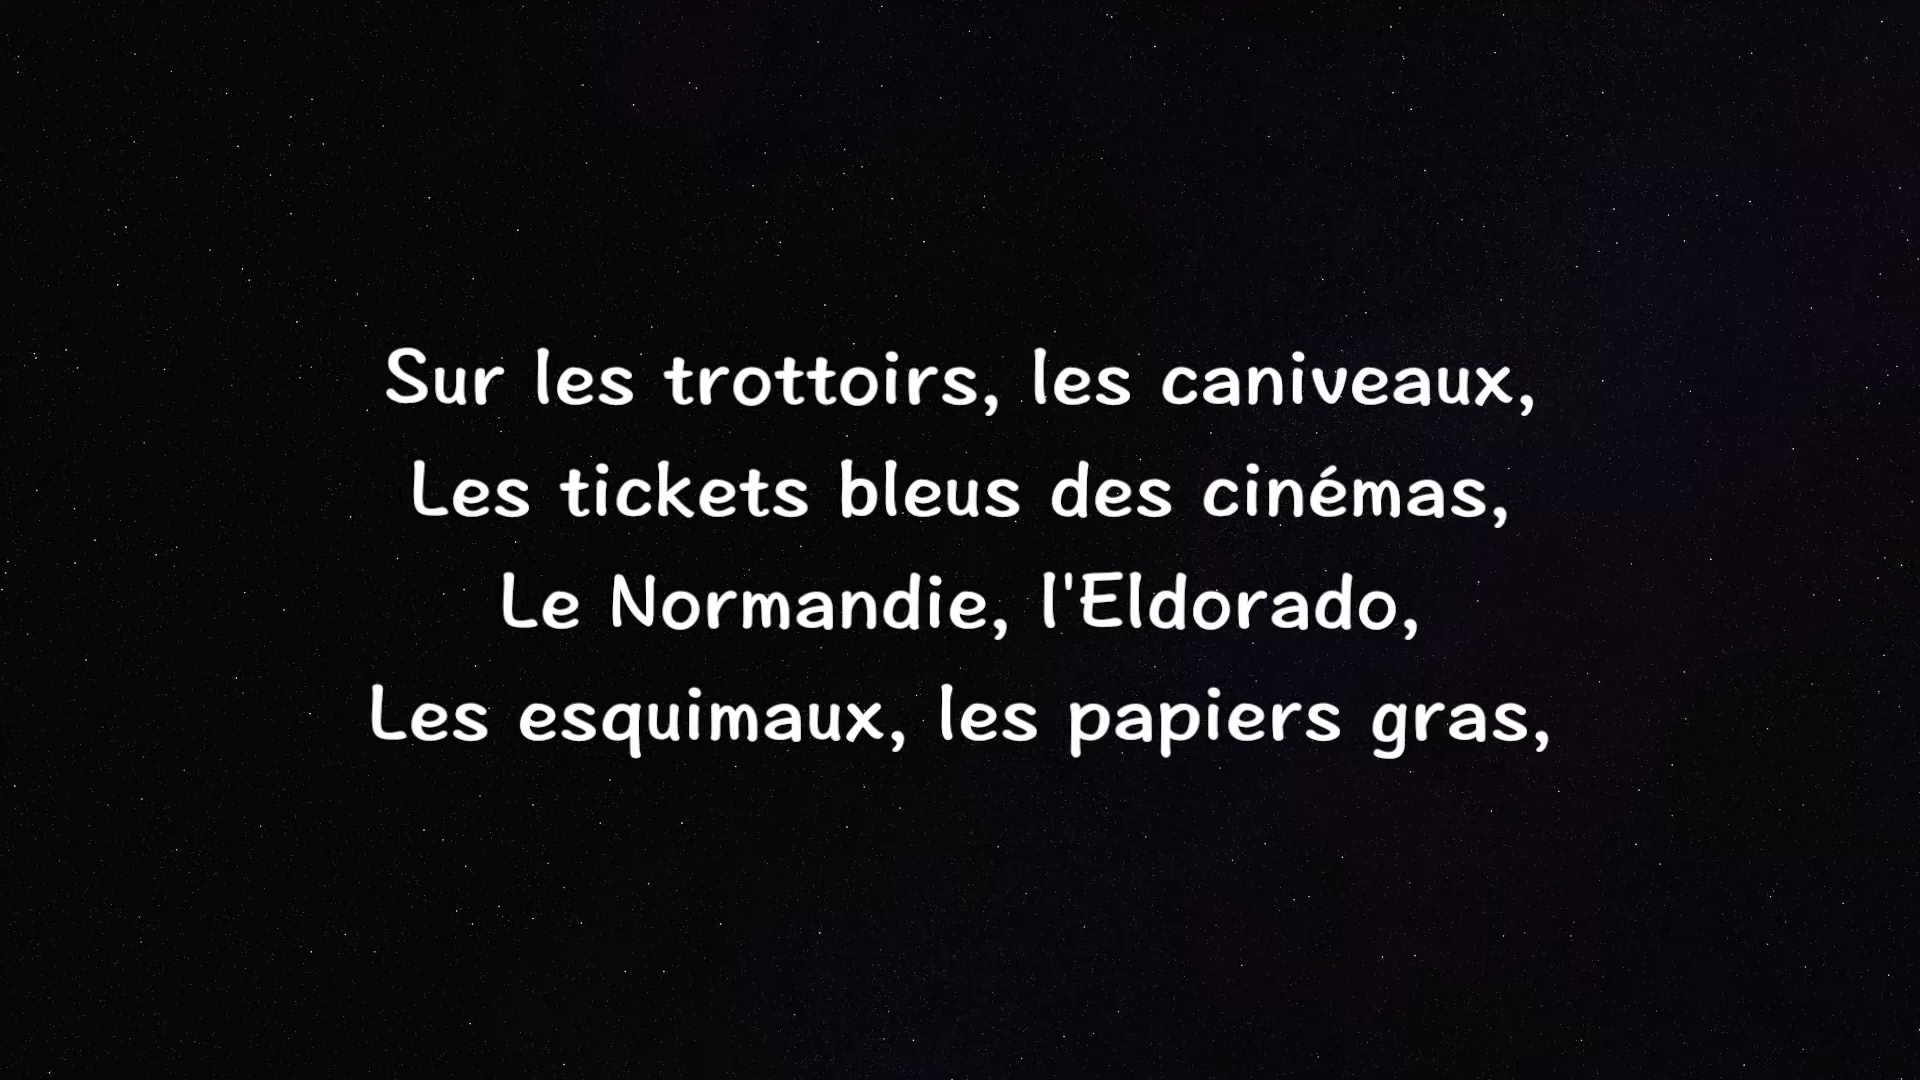 Sur les trottoirs, les caniveaux,
Les tickets bleus des cinémas,
Le Normandie, l'Eldorado,
Les esquimaux, les papiers gras,